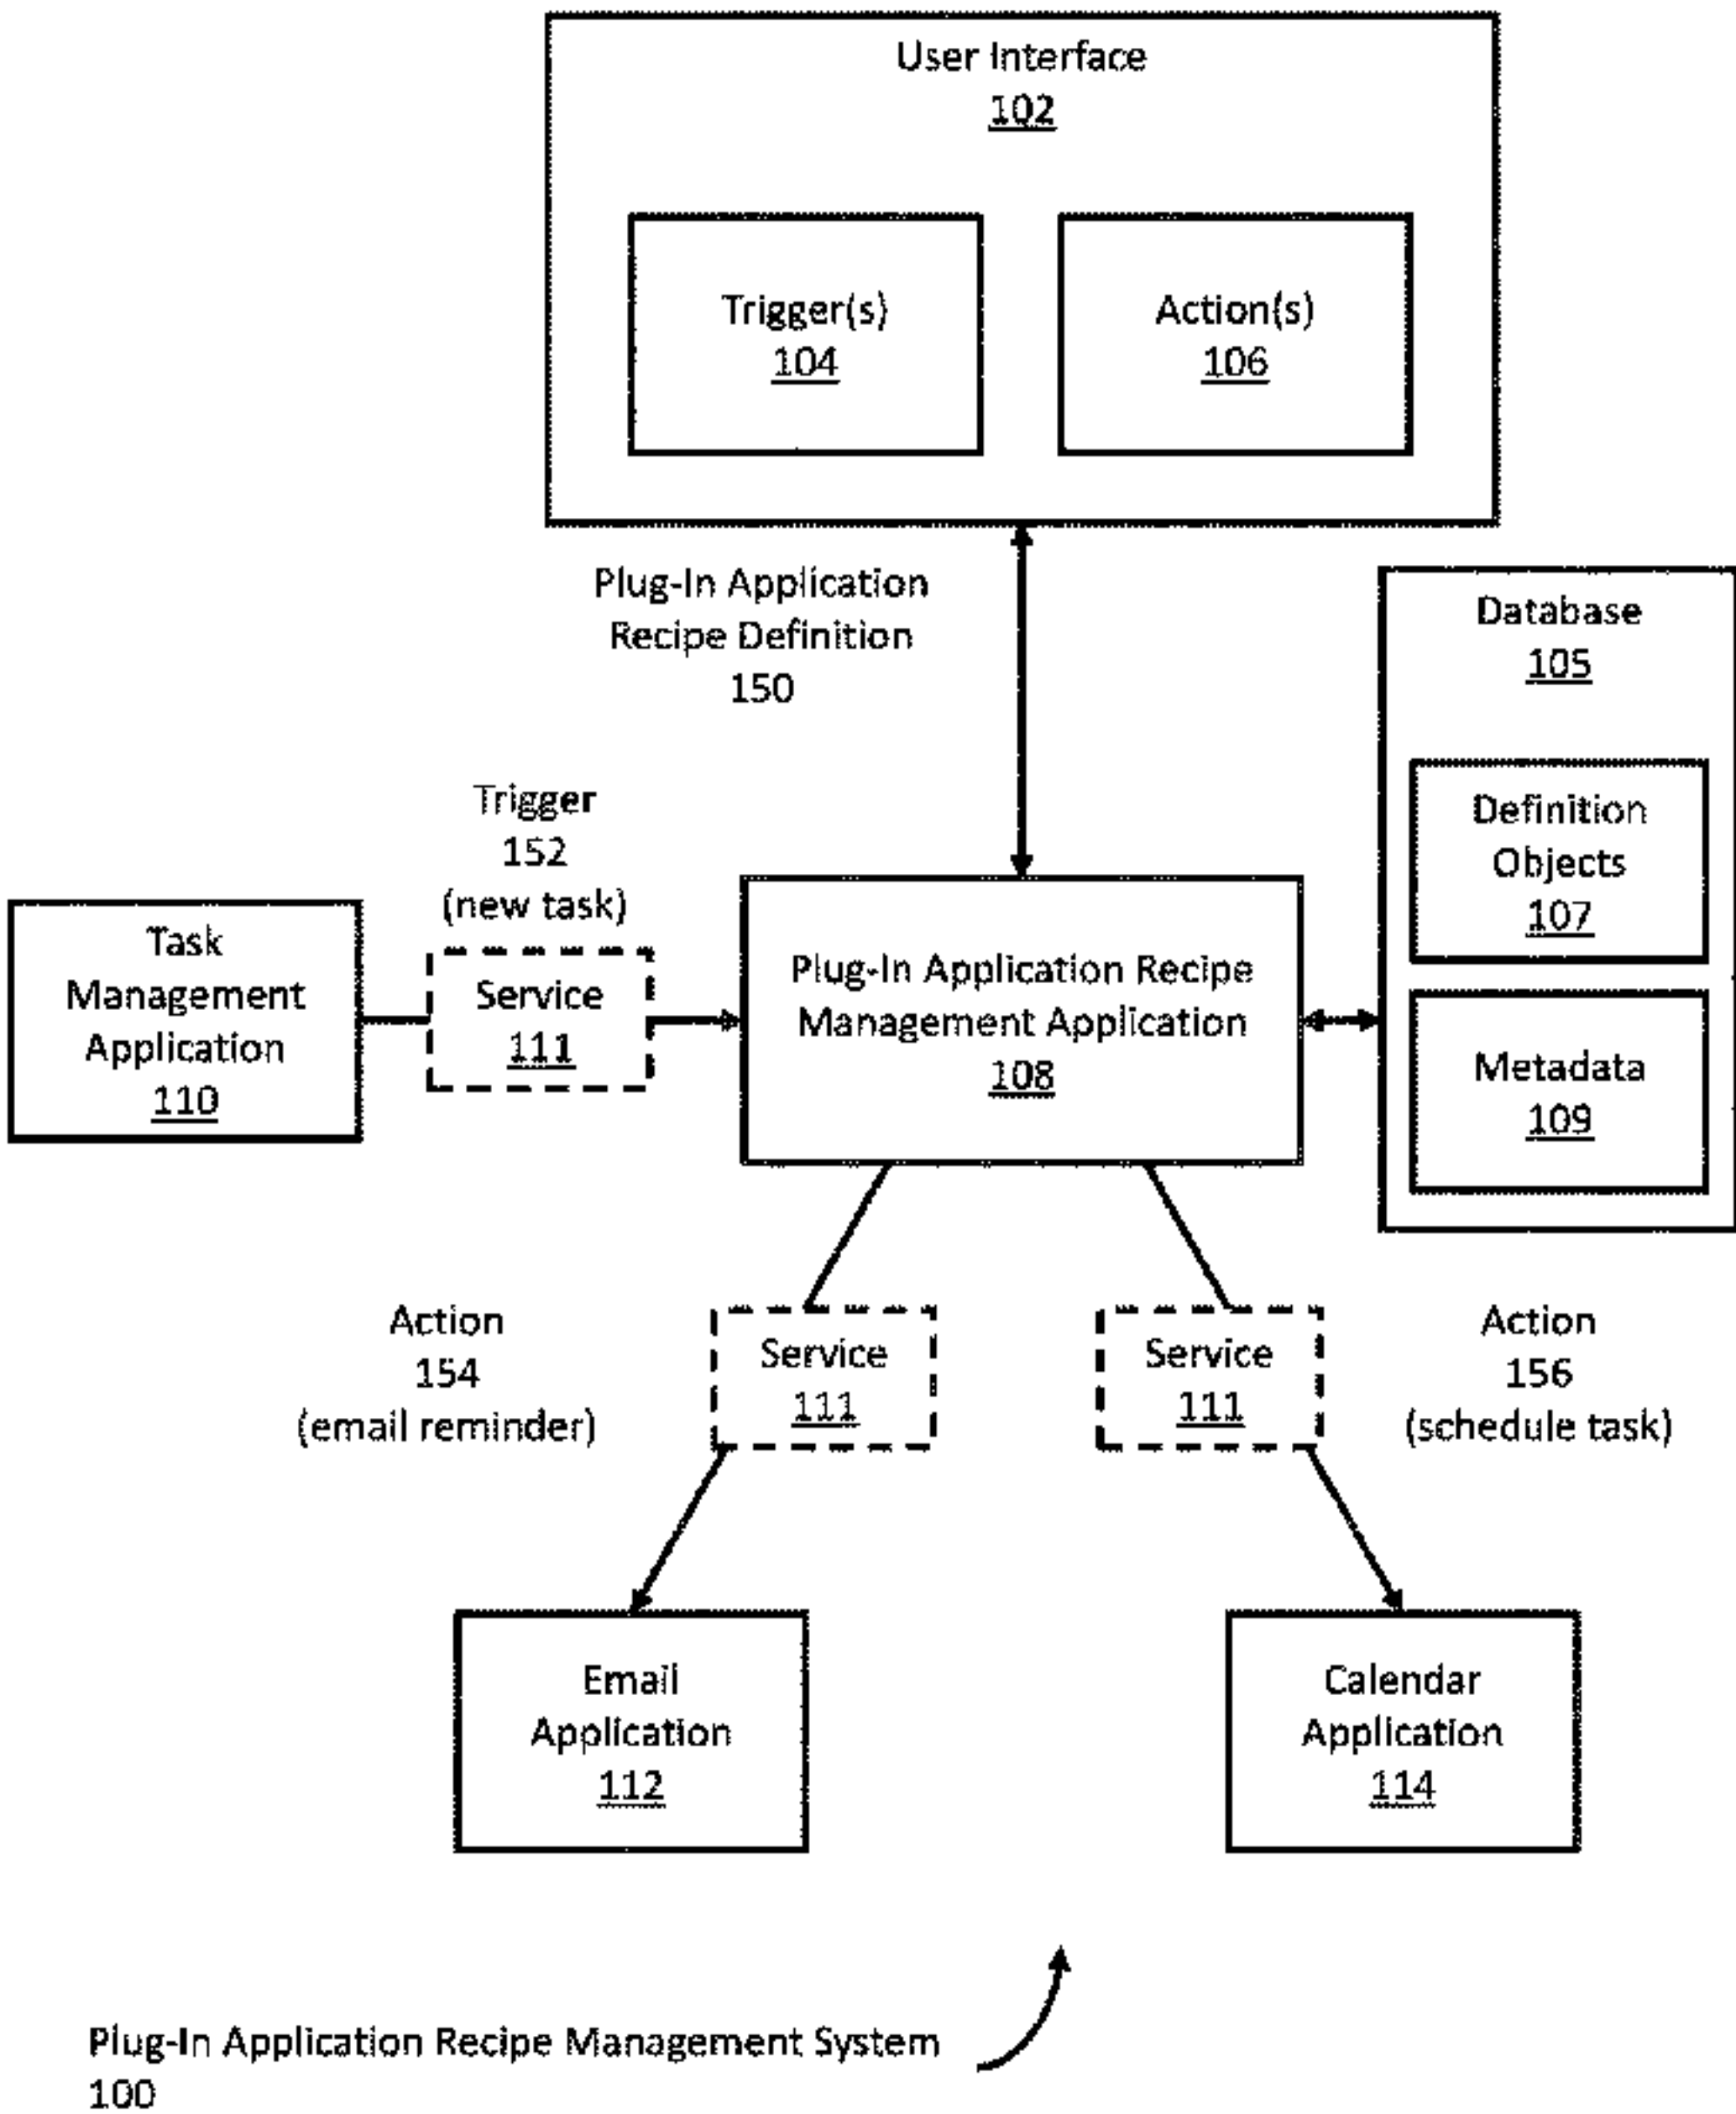 User Interface
102
Trigger(s)
104
Action(s)
106
Plug-In Application
Recipe Definition
150
Database
105
Definition
Objects
107
Metadata
109
Trigger
152
(new task)
Task
Management
Application
110
Service
111
Plug-In Application Recipe
Management Application
108
Action
154
(email reminder)
Service
111
Service
111
Action
156
(schedule task)
Email
Application
112
Calendar
Application
114
Plug-In Application Recipe Management System
100